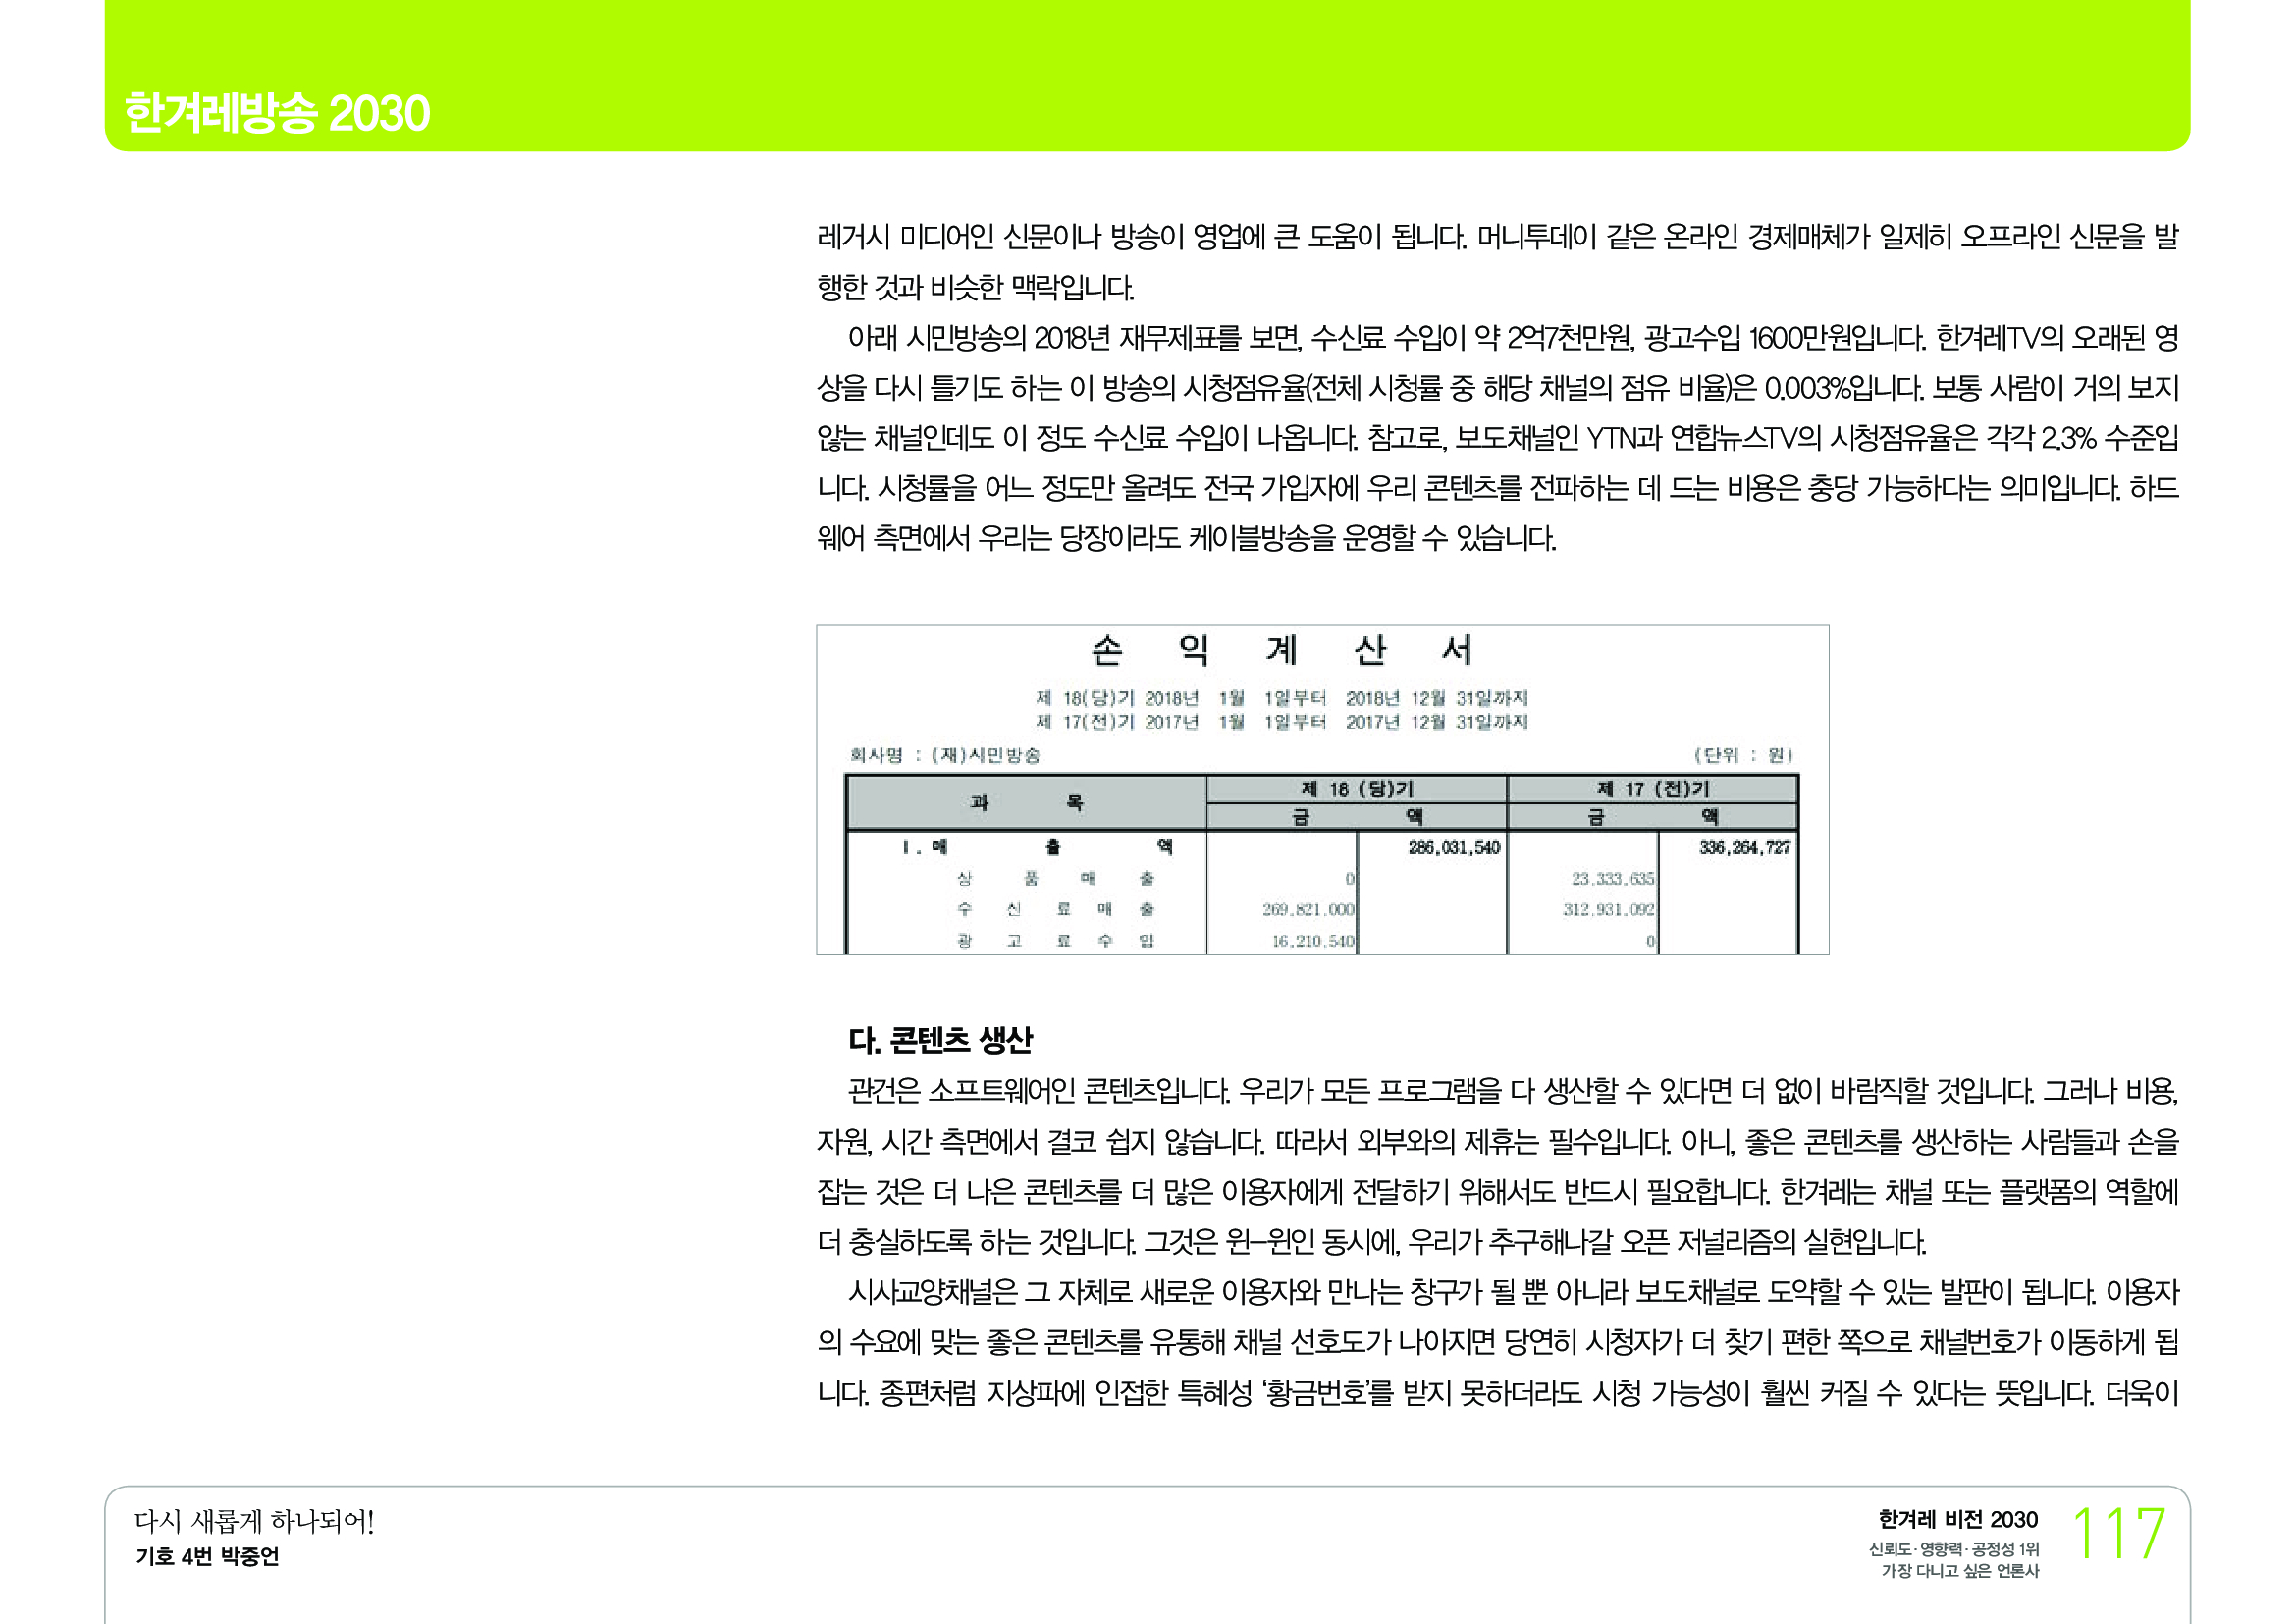 한겨레방송 2030
레거시 미디어인 신문이나 방송이 영업에 큰 도움이 됩니다. 머니투데이 같은 온라인 경제매체가 일제히 오프라인 신문을 발
행한 것과 비슷한 맥락입니다.
아래 시민방송의 2018년 재무제표를 보면, 수신료 수입이 약 2억7천만원, 광고수입 1600만원입니다. 한겨레TV의 오래된 영
상을 다시 틀기도 하는 이 방송의 시청점유율(전체 시청률 중 해당 채널의 점유 비율)은 0.003%입니다. 보통 사람이 거의 보지
않는 채널인데도 이 정도 수신료 수입이 나옵니다. 참고로, 보도채널인 YTN과 연합뉴스TV의 시청점유율은 각각 2.3% 수준입
니다. 시청률을 어느 정도만 올려도 전국 가입자에 우리 콘텐츠를 전파하는 데 드는 비용은 충당 가능하다는 의미입니다. 하드
웨어 측면에서 우리는 당장이라도 케이블방송을 운영할 수 있습니다.
손 익 계 산 서
제 18(당)기 2018년 1월 1일부터 2018년 12월 31일까지
제 17(전)기 2017년 1월 1일부터 2017년 12월 31일까지
회사명 : (재)시민방송 (단위 : 원)
과 목 제 18 (당)기 제 17 (전)기
금 액 금 액
Ⅰ. 매 출 액 286,031,540 336,264,727
상 품 매 출 0 23,333,635
수 신 료 매 출 269,821,000 312,931,092
광 고 료 수 입 16,210,540 0
다. 콘텐츠 생산
관건은 소프트웨어인 콘텐츠입니다. 우리가 모든 프로그램을 다 생산할 수 있다면 더 없이 바람직할 것입니다. 그러나 비용,
자원, 시간 측면에서 결코 쉽지 않습니다. 따라서 외부와의 제휴는 필수입니다. 아니, 좋은 콘텐츠를 생산하는 사람들과 손을
잡는 것은 더 나은 콘텐츠를 더 많은 이용자에게 전달하기 위해서도 반드시 필요합니다. 한겨레는 채널 또는 플랫폼의 역할에
더 충실하도록 하는 것입니다. 그것은 윈–윈인 동시에, 우리가 추구해나갈 오픈 저널리즘의 실현입니다.
시사교양채널은 그 자체로 새로운 이용자와 만나는 창구가 될 뿐 아니라 보도채널로 도약할 수 있는 발판이 됩니다. 이용자
의 수요에 맞는 좋은 콘텐츠를 유통해 채널 선호도가 나아지면 당연히 시청자가 더 찾기 편한 쪽으로 채널번호가 이동하게 됩
니다. 종편처럼 지상파에 인접한 특혜성 ‘황금번호’를 받지 못하더라도 시청 가능성이 훨씬 커질 수 있다는 뜻입니다. 더욱이
다시 새롭게 하나되어!
기호 4번 박중언
한겨레 비전 2030
신뢰도·영향력·공정성 1위
가장 다니고 싶은 언론사
117